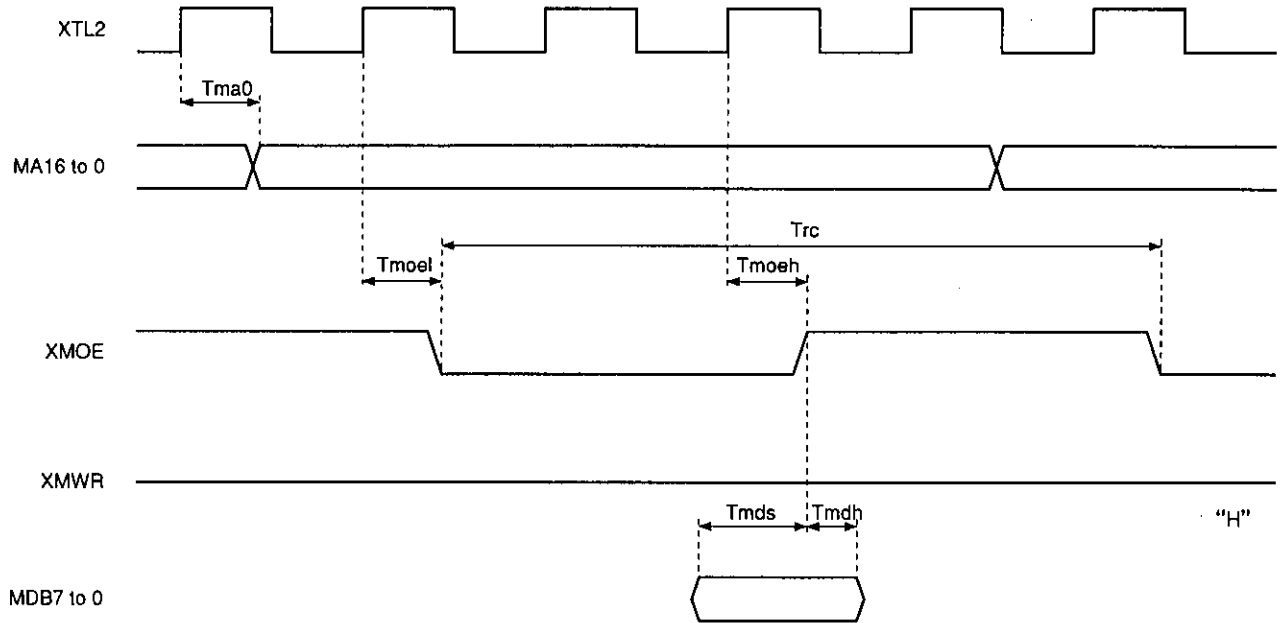 XTL2
Tma0
MA16 to 0
Trc
Tmoel
Tmoeh
XMOE
XMWR
Tmds
Tmdh
"H"
MDB7 to 0